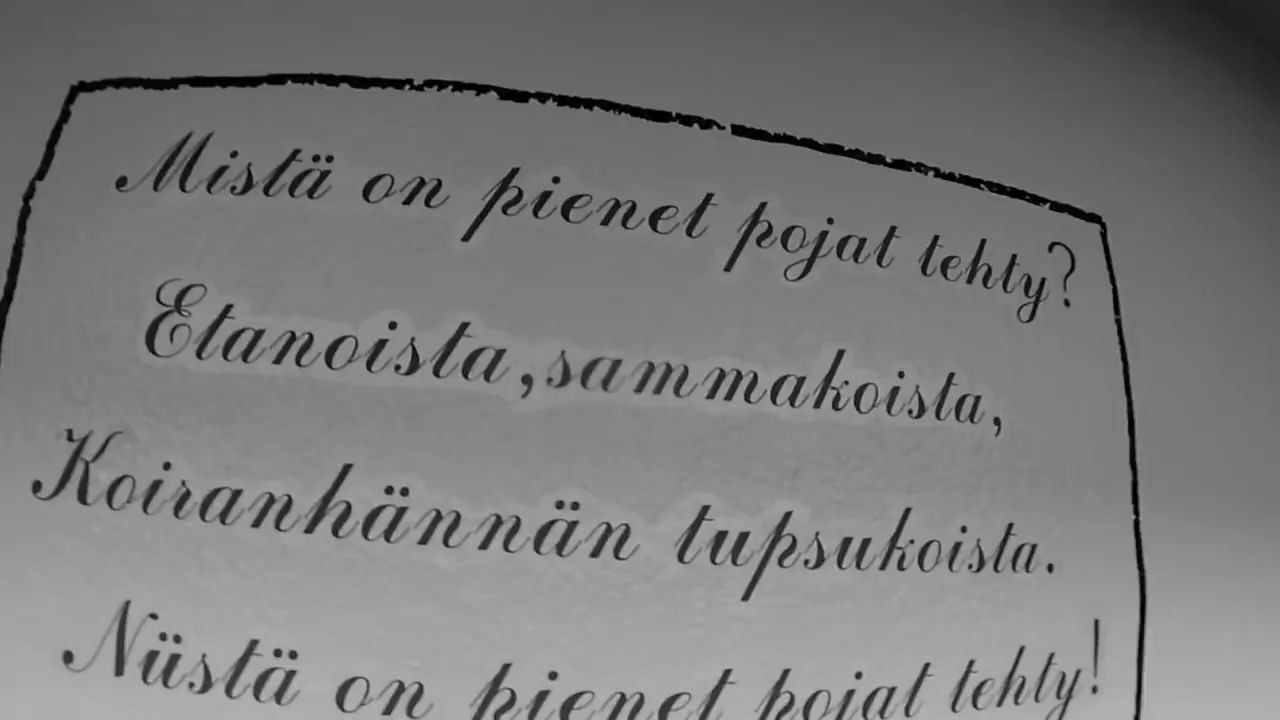 Mistä on pienet pojat tehty?
Etanoista, sammakoista,
Koiranhännän tupsukoista.
Niistä on pienet pojat tehty!